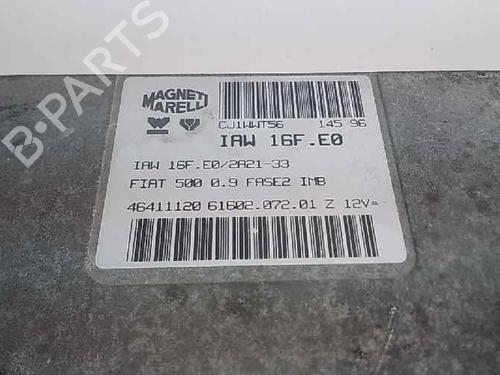 B-PARTS
MAGNETI
MARELLI
CJ1WWT56 145 96
IAW 16F.E0
IAW 16F.E0/2A21-33
FIAT 500 0.9 FASE2 IMB
46411120 61602.072.01 Z 12V=